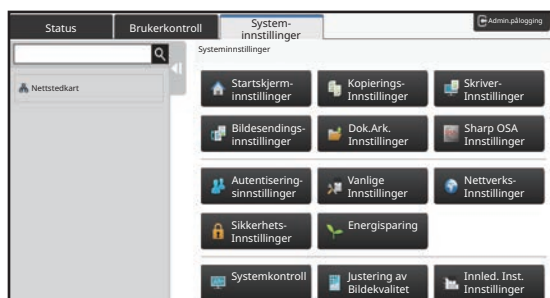 Status
Brukerkontroll
System-
innstillinger
Admin.pålogging
Systeminnstillinger
Nettstedkart
Startskjerm-
innstillinger
Kopierings-
Innstillinger
Skriver-
Innstillinger
Bildesendings-
innstillinger
Dok.Ark.
Innstillinger
Sharp OSA
Innstillinger
Autentisering-
sinnstillinger
Vanlige
Innstillinger
Nettverks-
Innstillinger
Sikkerhets-
Innstillinger
Energisparing
Systemkontroll
Justering av
Bildekvalitet
Innled. Inst.
Innstillinger